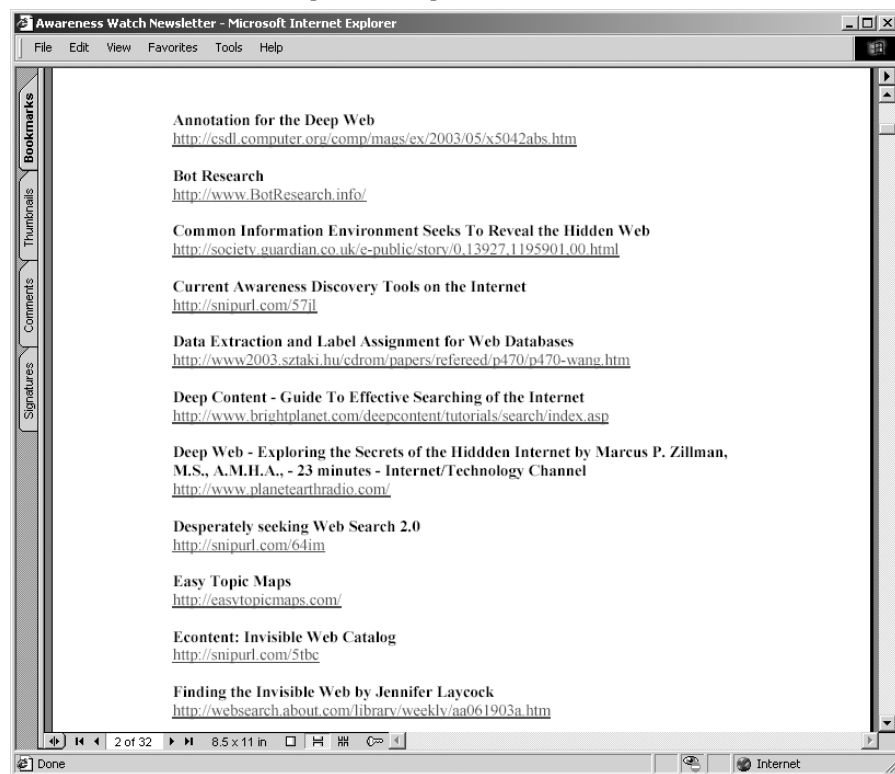 Awareness Watch Newsletter - Microsoft Internet Explorer
File Edit View Favorites Tools Help
Bookmarks
Thumbnails
Comments
Signatures
Annotation for the Deep Web
http://csdl.computer.org/comp/mags/ex/2003/05/x5042abs.htm
Bot Research
http://www.BotResearch.info/
Common Information Environment Seeks To Reveal the Hidden Web
http://society.guardian.co.uk/e-public/story/0,13927,1195901,00.html
Current Awareness Discovery Tools on the Internet
http://snipurl.com/57jl
Data Extraction and Label Assignment for Web Databases
http://www2003.sztaki.hu/cdrom/papers/refereed/p470/p470-wang.htm
Deep Content - Guide To Effective Searching of the Internet
http://www.brightplanet.com/deepcontent/tutorials/search/index.asp
Deep Web - Exploring the Secrets of the Hiddden Internet by Marcus P. Zillman,
M.S., A.M.H.A., - 23 minutes - Internet/Technology Channel
http://www.planetearthradio.com/
Desperately seeking Web Search 2.0
http://snipurl.com/64im
Easy Topic Maps
http://easytopicmaps.com/
Econtent: Invisible Web Catalog
http://snipurl.com/5tbc
Finding the Invisible Web by Jennifer Laycock
http://websearch.about.com/library/weekly/aa061903a.htm
2 of 32 8.5 x 11 in
Done Internet